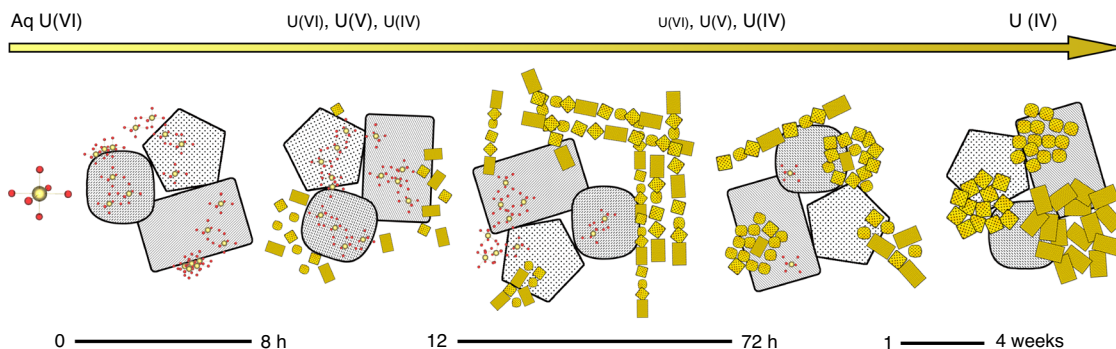 Aq U(VI)
U(VI), U(V), U(IV)
U(VI), U(V), U(IV)
U (IV)
0
8 h
12
72 h
1
4 weeks